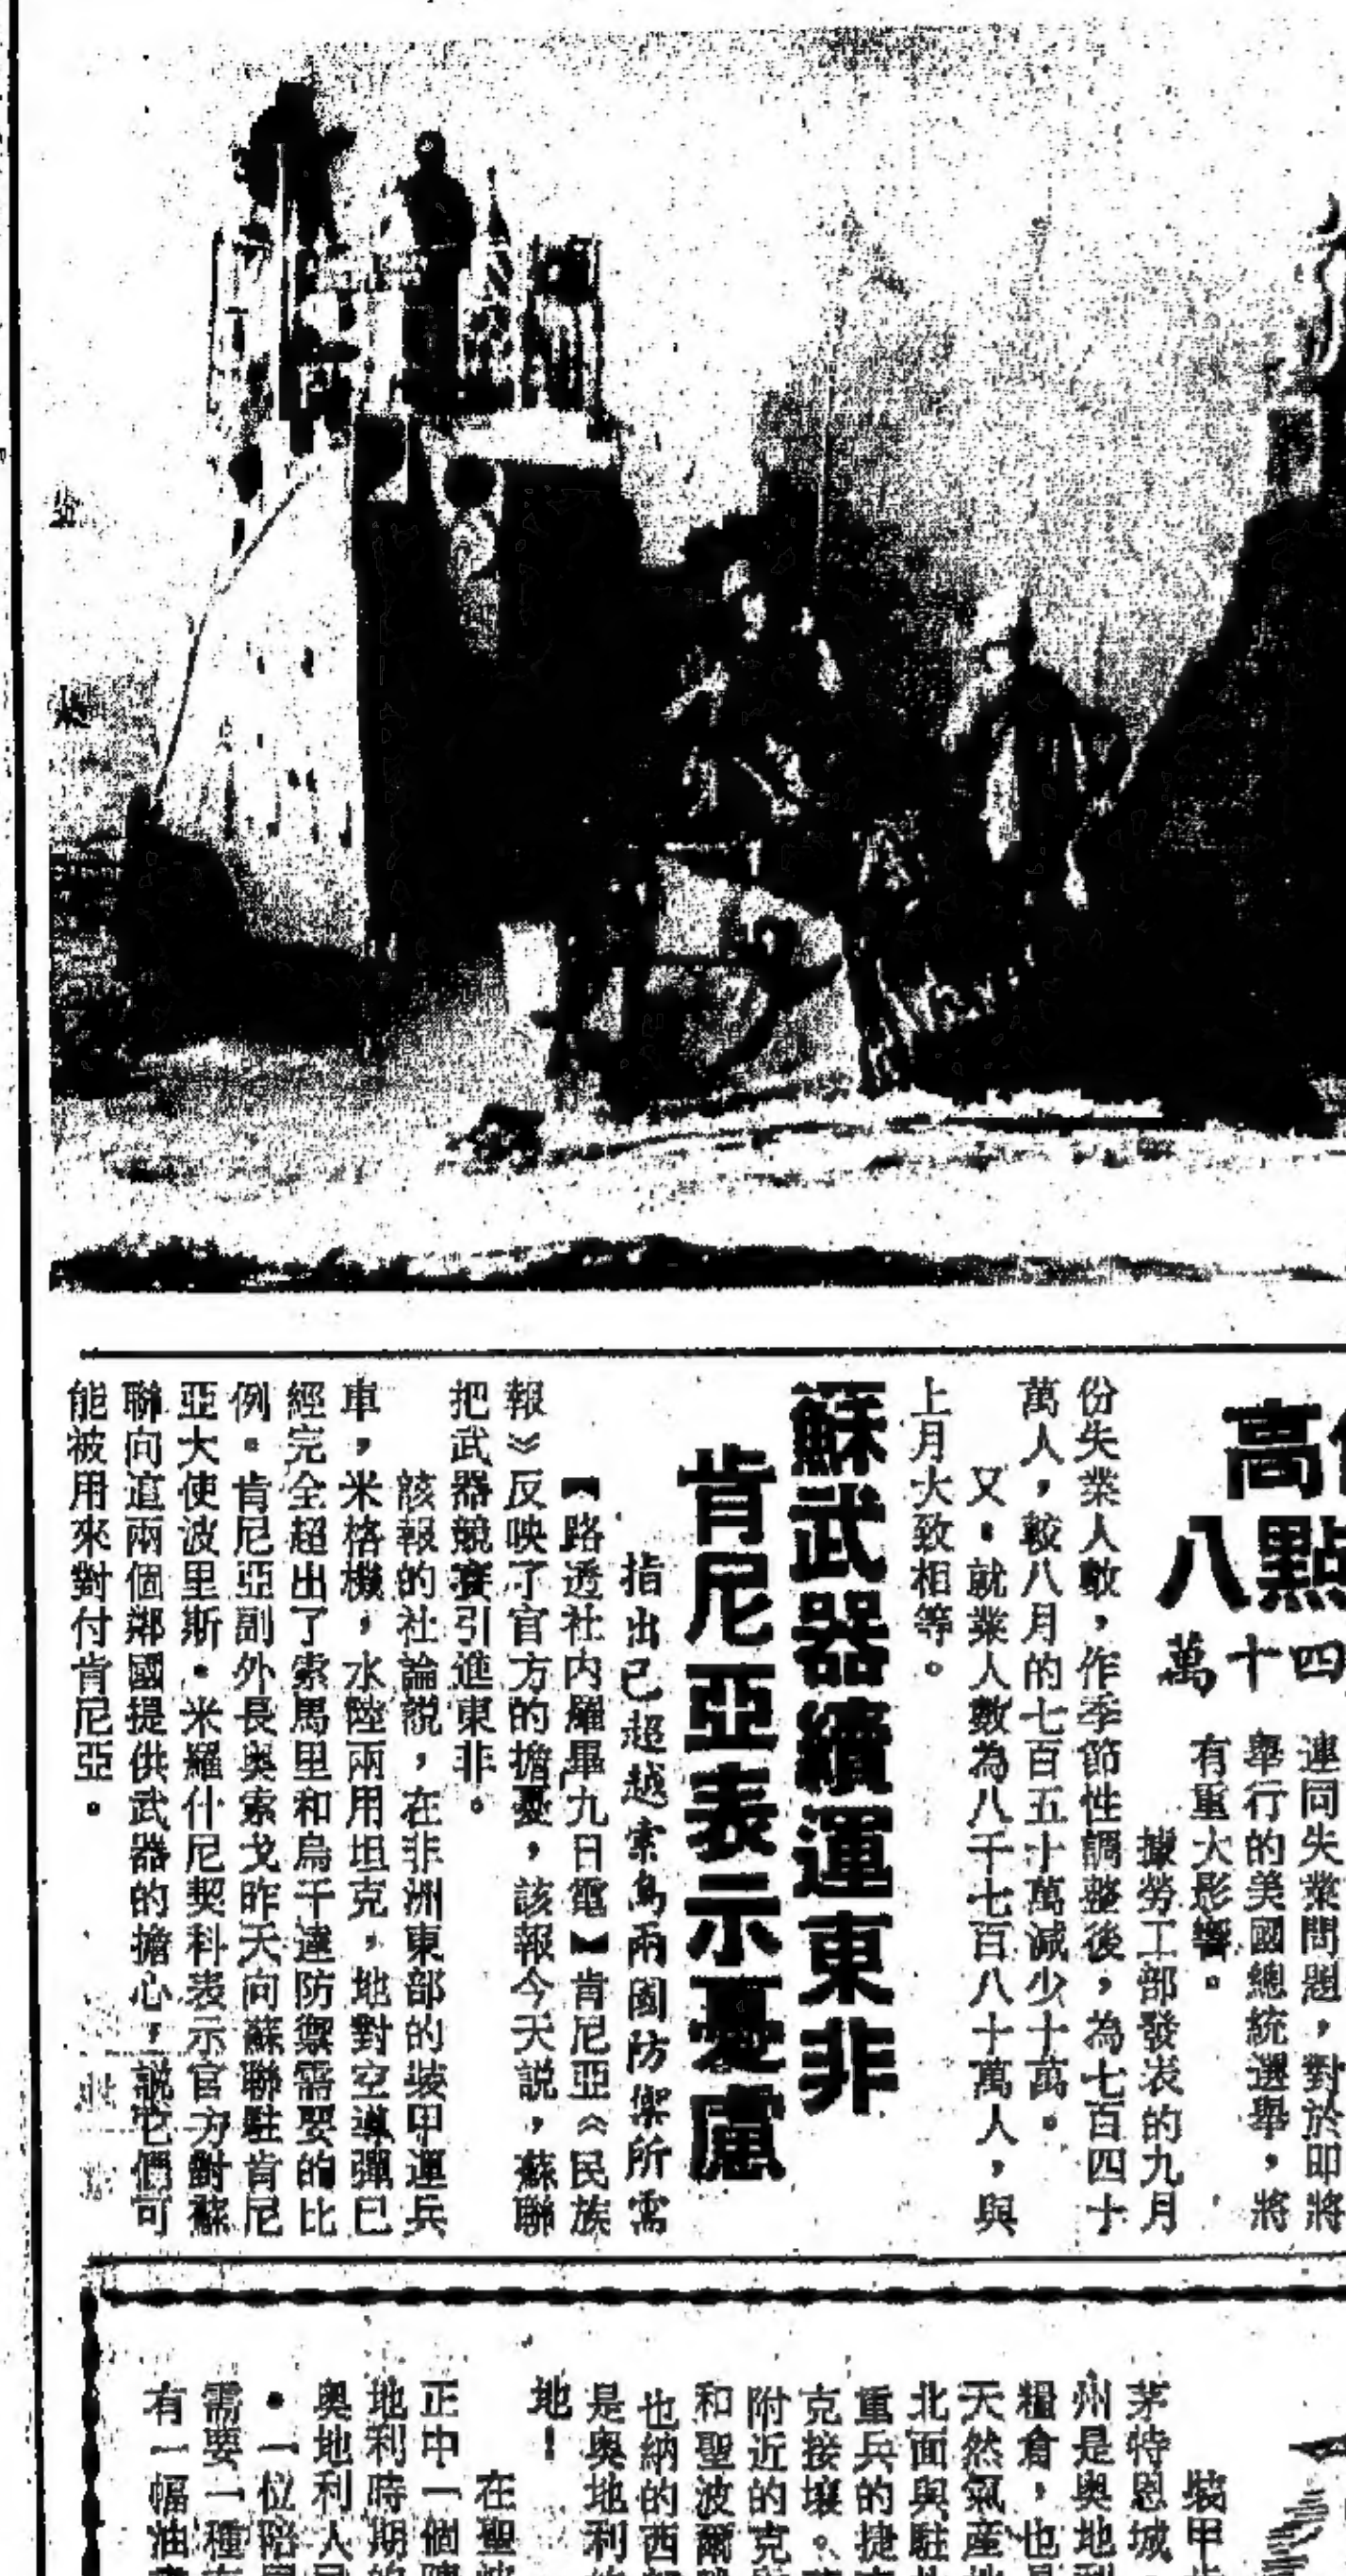 高
點
八
四十萬
連同失業問題，對於即將
舉行的美國總統選舉，將
有重大影響。
據勞工部發表的九月
份失業人數，作季節性調整後，為七百四十
萬人，較八月的七百五十萬減少十萬。
又，就業人數為八千七百八十萬人，與
上月大致相等。
蘇武器續運東非
肯尼亞表示憂慮
指出已超越索烏兩國防禦所需
【路透社內羅畢九日電】肯尼亞《民族
報》反映了官方的擔憂，該報今天說，蘇聯
把武器競賽引進東非。
該報的社論說，在非洲東部的裝甲運兵
車，米格機，水陸兩用坦克，地對空導彈已
經完全超出了索馬里和烏干達防禦需要的比
例。肯尼亞副外長奧索戈昨天向蘇聯駐肯尼
亞大使波里斯・米羅什尼契科表示官方對蘇
聯向這兩個鄰國提供武器的擔心，說它們可
能被用來對付肯尼亞。
裝甲
茅特恩城
州是奧地利
糧倉，也是
天然氣產地
北面與駐
重兵的捷
克接壤。
附近的克
和聖波爾
也納的西
是奧地利
地！
在聖
正中一個
地利時期
奧地利人
・一位陪
需要一種
有一幅油